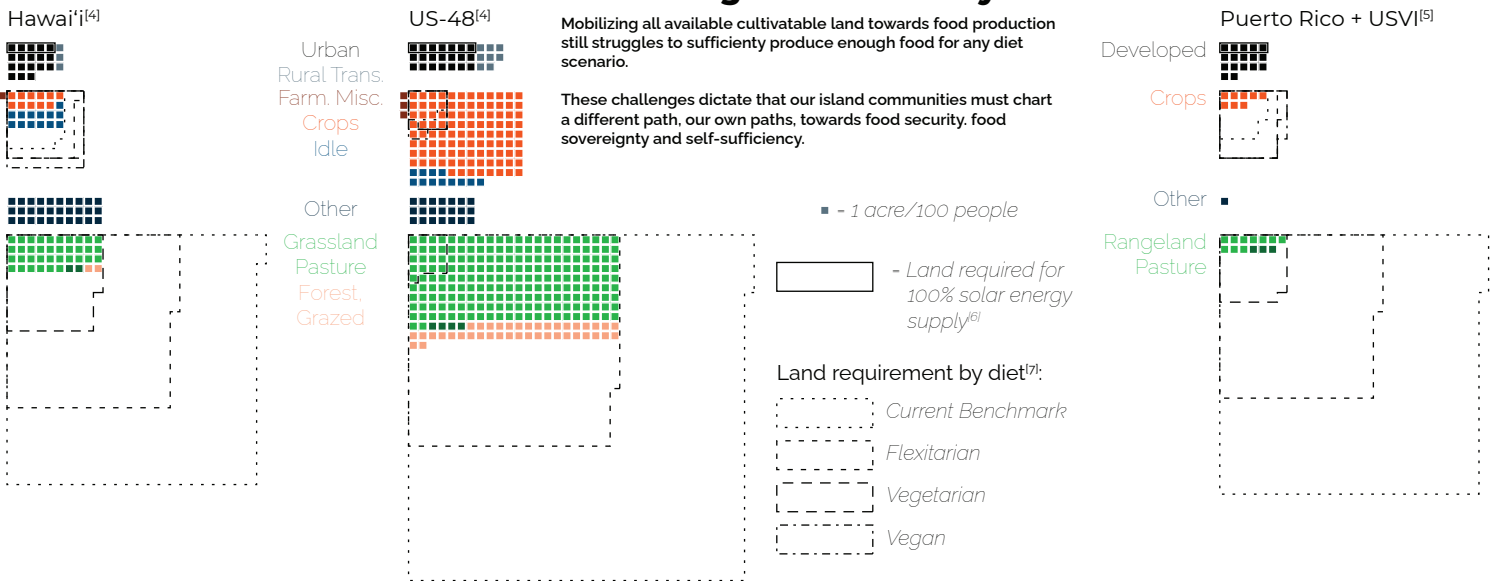 Hawaiʻi[4]
US-48[4]
Mobilizing all available cultivatable land towards food production
still struggles to sufficienty produce enough food for any diet
scenario.
These challenges dictate that our island communities must chart
a different path, our own paths, towards food security. food
sovereignty and self-sufficiency.
Puerto Rico + USVI[5]
Urban
Rural Trans.
Farm. Misc.
Crops
Idle
Other
Grassland
Pasture
Forest,
Grazed
- 1 acre/100 people
- Land required for
100% solar energy
supply[6]
Land requirement by diet[7]:
Current Benchmark
Flexitarian
Vegetarian
Vegan
Developed
Crops
Other
Rangeland
Pasture